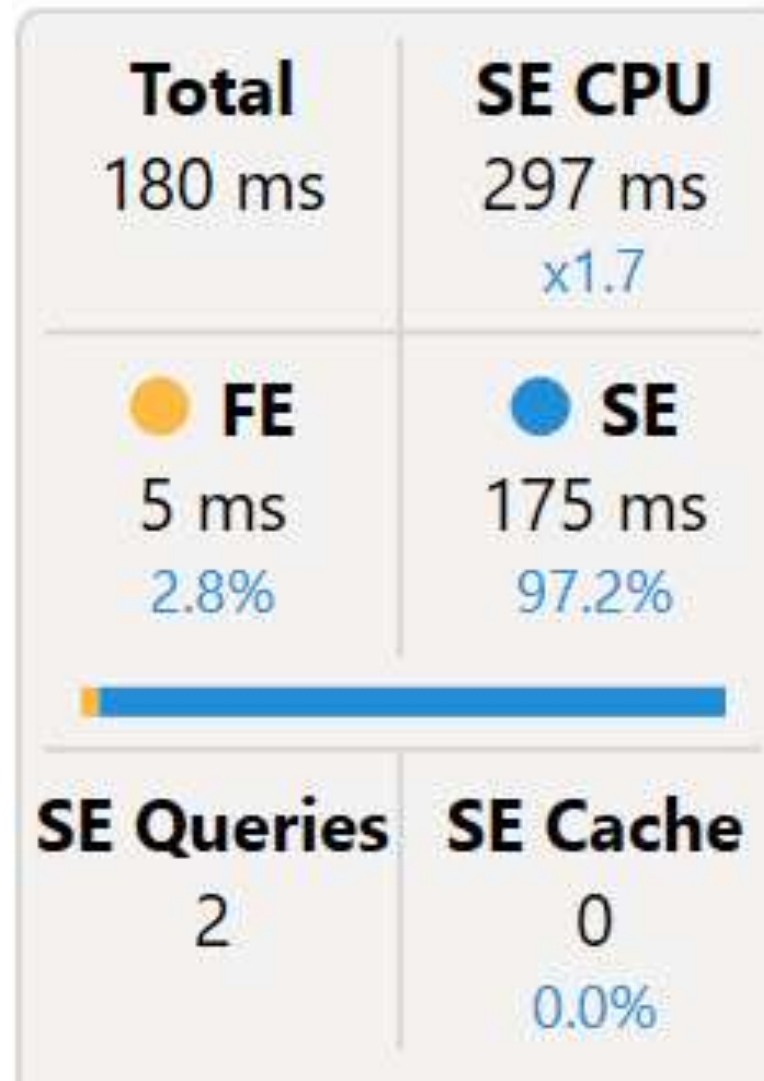 Total
180 ms
SE CPU
297 ms
x1.7
FE
5 ms
2.8%
SE
175 ms
97.2%
SE Queries
2
SE Cache
0
0.0%